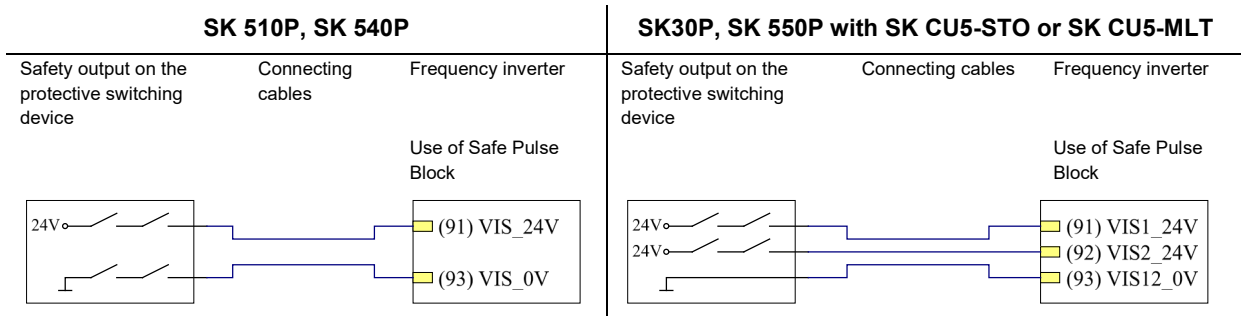 SK 510P, SK 540P
Safety output on the
protective switching
device
Connecting
cables
Frequency inverter
Use of Safe Pulse
Block
24V
(91) VIS_24V
(93) VIS_0V
SK30P, SK 550P with SK CU5-STO or SK CU5-MLT
Safety output on the
protective switching
device
Connecting cables
Frequency inverter
Use of Safe Pulse
Block
24V
24V
(91) VIS1_24V
(92) VIS2_24V
(93) VIS12_0V